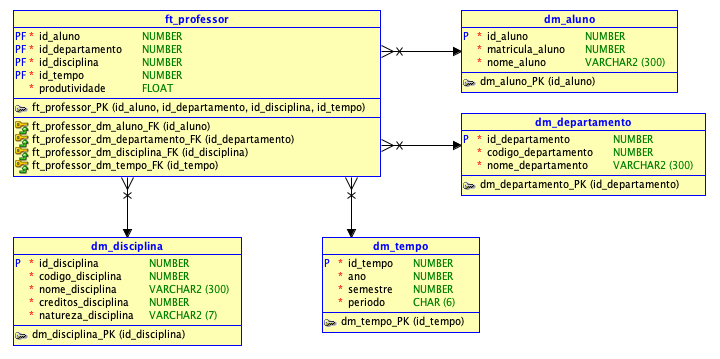 ft_professor
PF * id_aluno NUMBER
PF * id_departamento NUMBER
PF * id_disciplina NUMBER
PF * id_tempo NUMBER
* produtividade FLOAT
ft_professor_PK (id_aluno, id_departamento, id_disciplina, id_tempo)
ft_professor_dm_aluno_FK (id_aluno)
ft_professor_dm_departamento_FK (id_departamento)
ft_professor_dm_disciplina_FK (id_disciplina)
ft_professor_dm_tempo_FK (id_tempo)
dm_aluno
P * id_aluno NUMBER
* matricula_aluno NUMBER
* nome_aluno VARCHAR2 (300)
dm_aluno_PK (id_aluno)
dm_departamento
P * id_departamento NUMBER
* codigo_departamento NUMBER
* nome_departamento VARCHAR2 (300)
dm_departamento_PK (id_departamento)
dm_disciplina
P * id_disciplina NUMBER
* codigo_disciplina NUMBER
* nome_disciplina VARCHAR2 (300)
* creditos_disciplina NUMBER
* natureza_disciplina VARCHAR2 (7)
dm_disciplina_PK (id_disciplina)
dm_tempo
P * id_tempo NUMBER
* ano NUMBER
* semestre NUMBER
* periodo CHAR (6)
dm_tempo_PK (id_tempo)